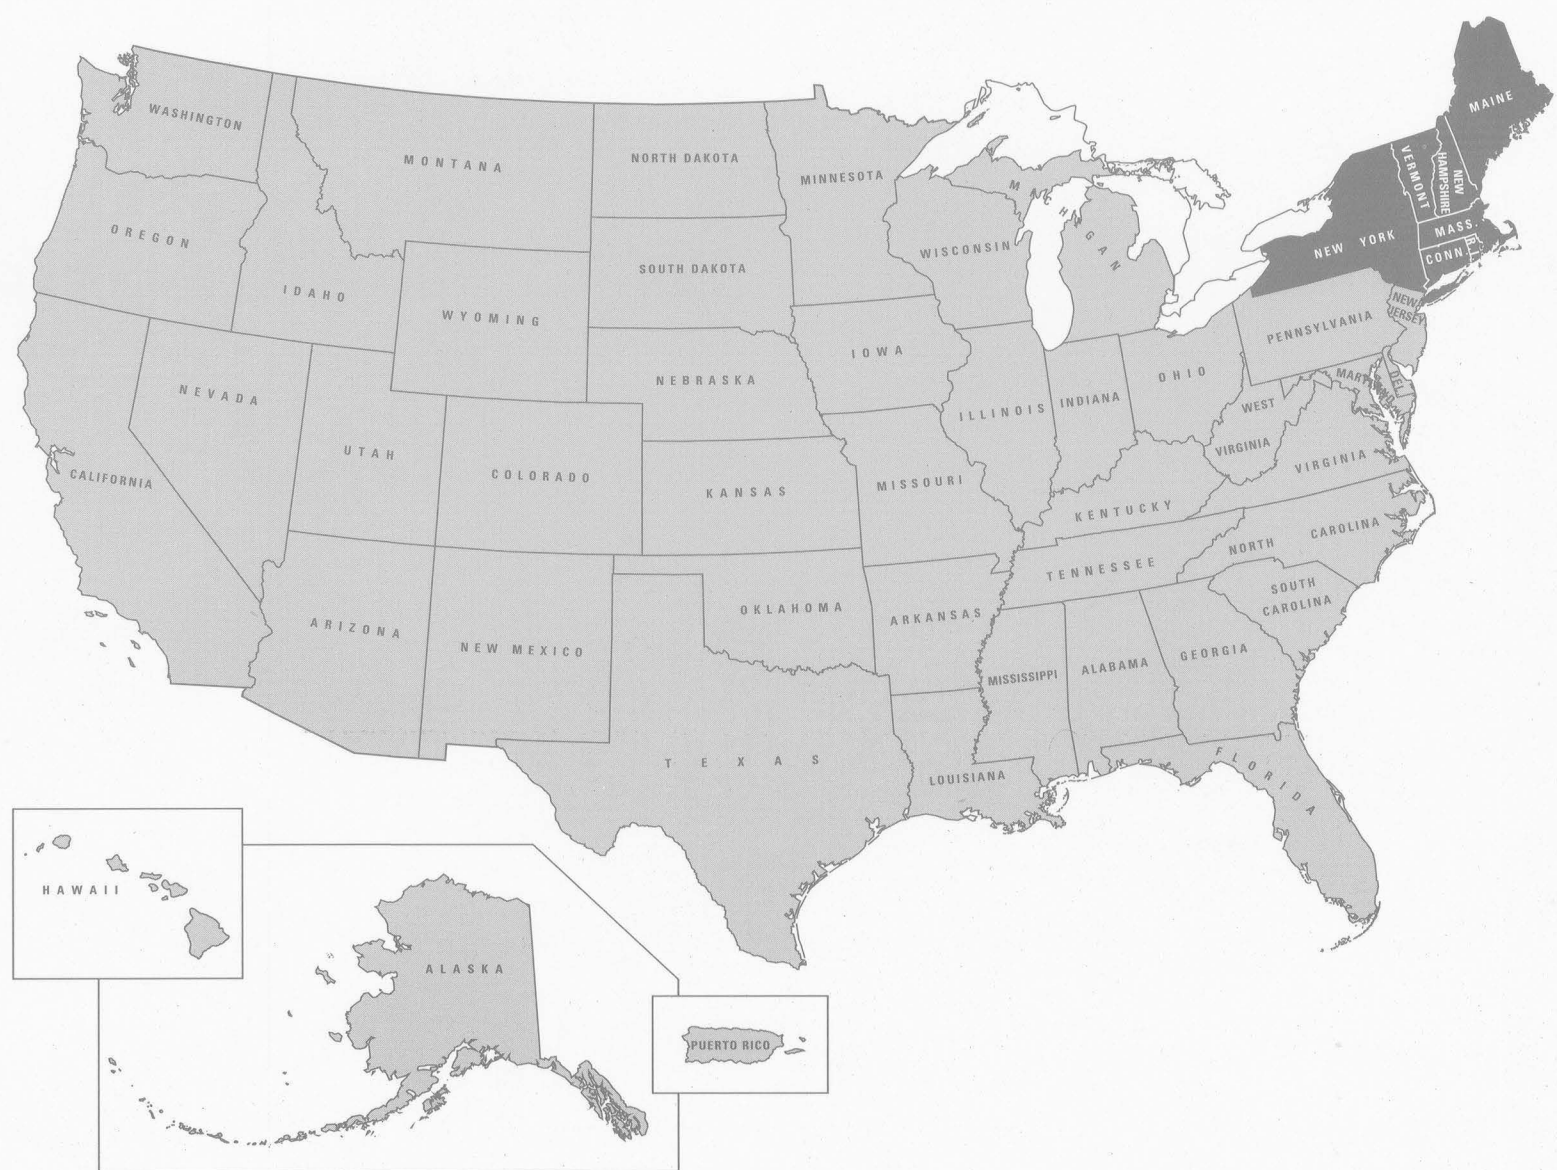 WASHINGTON
MONTANA
NORTH DAKOTA
MINNESOTA
MICHIGAN
MAINE
VERMONT
NEW
HAMPSHIRE
OREGON
IDAHO
WYOMING
SOUTH DAKOTA
WISCONSIN
NEW YORK
MASS.
CONN.
R.I.
NEVADA
UTAH
COLORADO
NEBRASKA
IOWA
ILLINOIS
INDIANA
OHIO
PENNSYLVANIA
NEW
JERSEY
MARYLAND
DEL.
CALIFORNIA
KANSAS
MISSOURI
WEST
VIRGINIA
VIRGINIA
KENTUCKY
ARIZONA
NEW MEXICO
OKLAHOMA
ARKANSAS
TENNESSEE
NORTH CAROLINA
SOUTH
CAROLINA
TEXAS
LOUISIANA
MISSISSIPPI
ALABAMA
GEORGIA
FLORIDA
HAWAII
ALASKA
PUERTO RICO